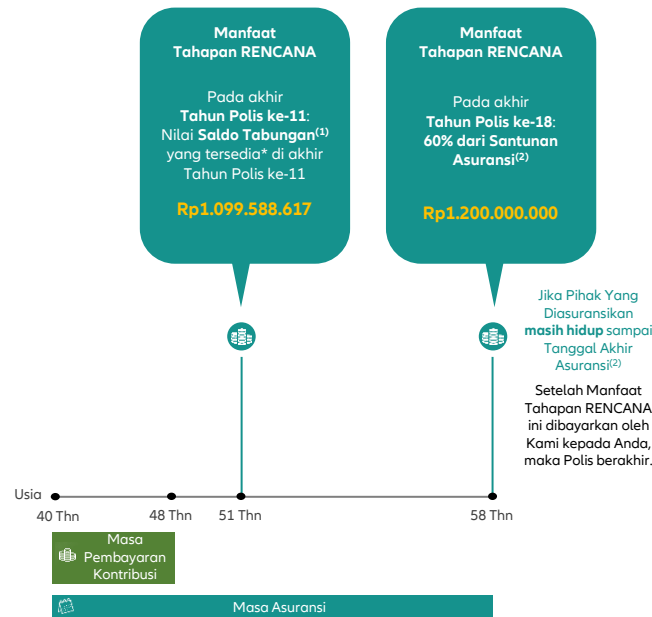 Manfaat
Tahapan RENCANA
Pada akhir
Tahun Polis ke-11:
Nilai Saldo Tabungan(1)
yang tersedia* di akhir
Tahun Polis ke-11
Rp1.099.588.617
Manfaat
Tahapan RENCANA
Pada akhir
Tahun Polis ke-18:
60% dari Santunan
Asuransi(2)
Rp1.200.000.000
Jika Pihak Yang
Diasuransikan
masih hidup sampai
Tanggal Akhir
Asuransi(2)
Setelah Manfaat
Tahapan RENCANA
ini dibayarkan oleh
Kami kepada Anda,
maka Polis berakhir.
Usia
40 Thn
48 Thn
51 Thn
58 Thn
Masa
Pembayaran
Kontribusi
Masa Asuransi